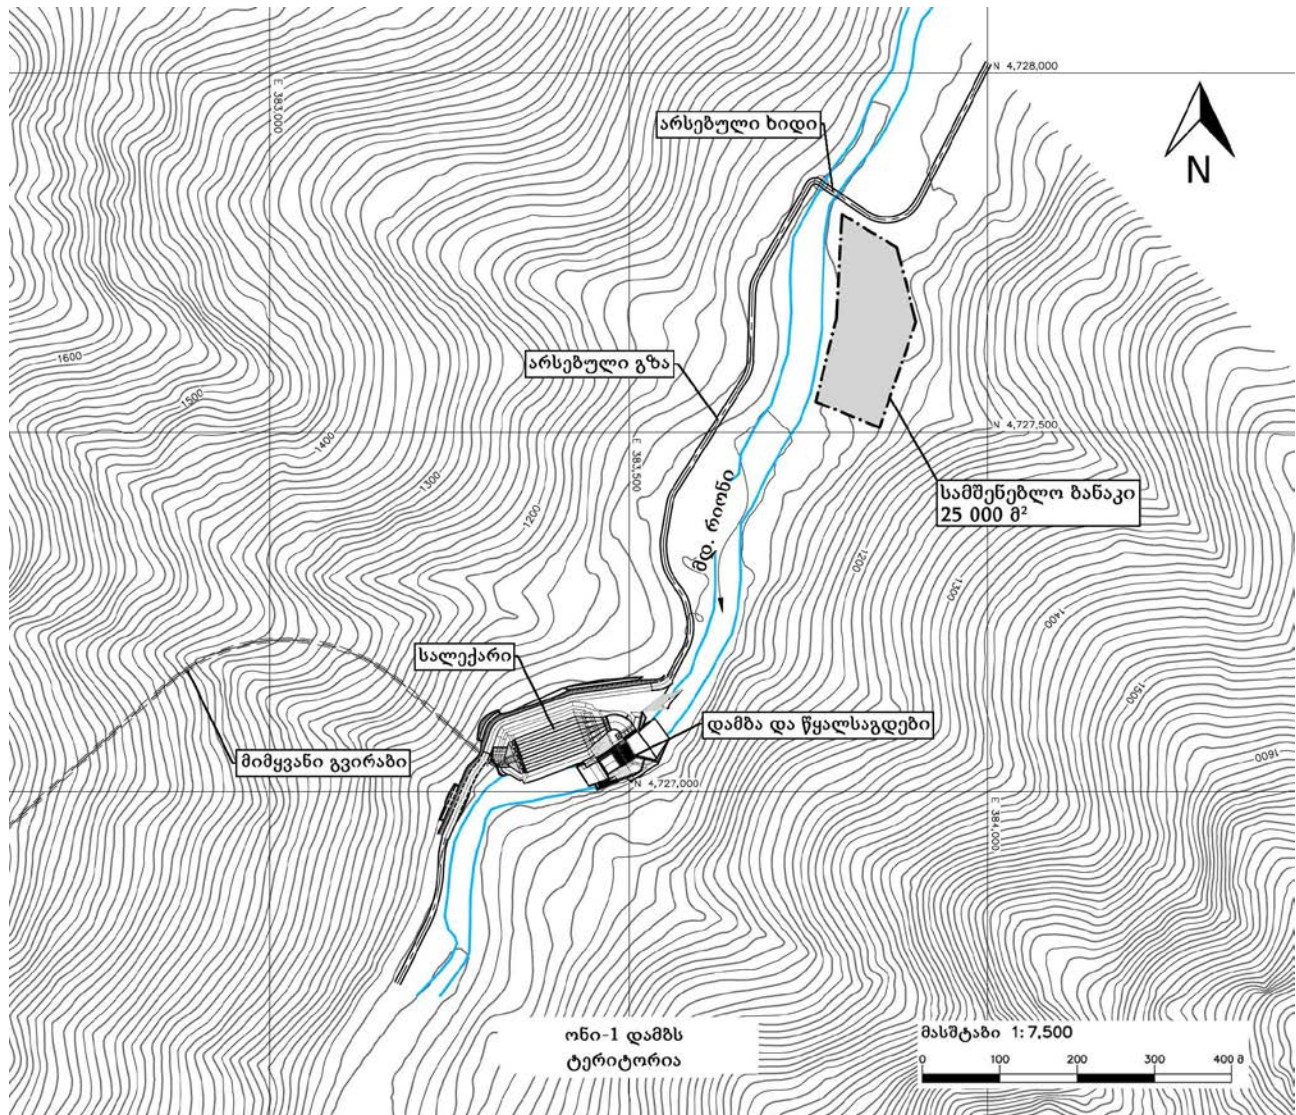 N 4,728,000
E 383,000
არსებული ხიდი
N
1600
არსებული გზა
1500
N 4,727,500
1400
E 383,500
1300
მდ. რიონი
სამშენებლო ბანაკი
25 000 მ²
1200
1200
1300
1400
სალექარი
1500
დამბა და წყალსაგდები
1600
მიმყვანი გვირაბი
N 4,727,000
E 384,000
ონი-1 დამბს
ტერიტორია
მასშტაბი 1:7,500
0 100 200 300 400 მ